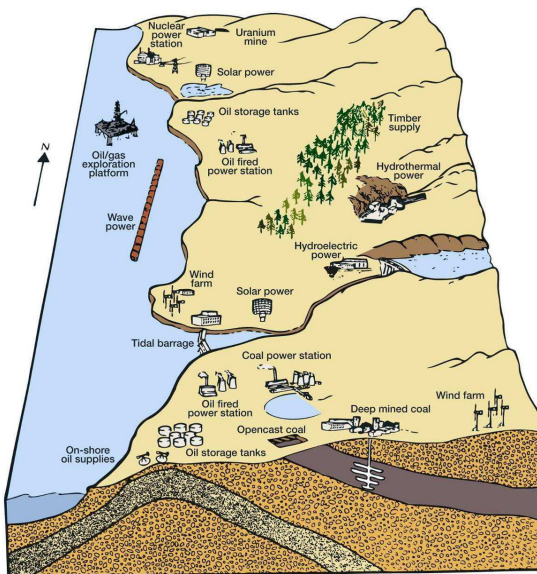 Nuclear
power
station
Uranium
mine
Solar power
Oil storage tanks
Timber
supply
N
Oil/gas
exploration
platform
Oil fired
power station
Hydrothermal
power
Wave
power
Hydroelectric
power
Wind
farm
Solar power
Tidal barrage
Coal power station
Oil fired
power station
Wind farm
Deep mined coal
Opencast coal
On-shore
oil supplies
Oil storage tanks